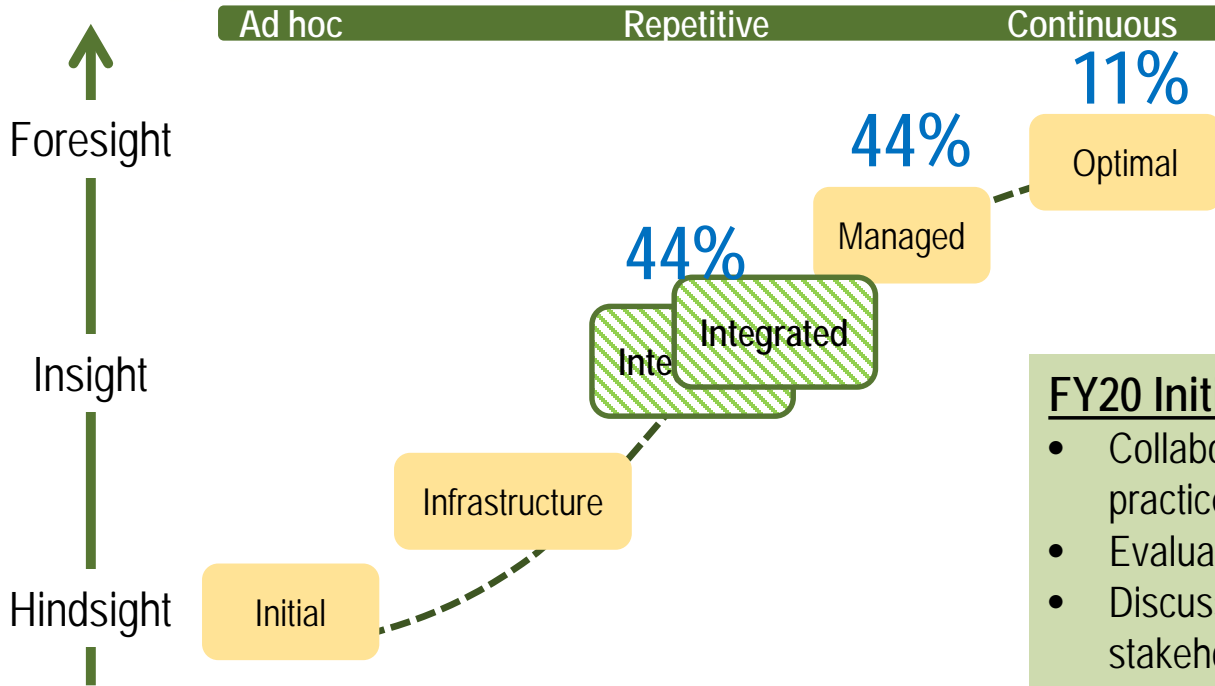 Ad hoc Repetitive Continuous
11%
Foresight
44%
Optimal
Managed
44%
Integrated
Inte
Insight
FY20 Init
• Collabo
practice
Infrastructure
• Evalua
• Discus
stakeho
Hindsight
Initial